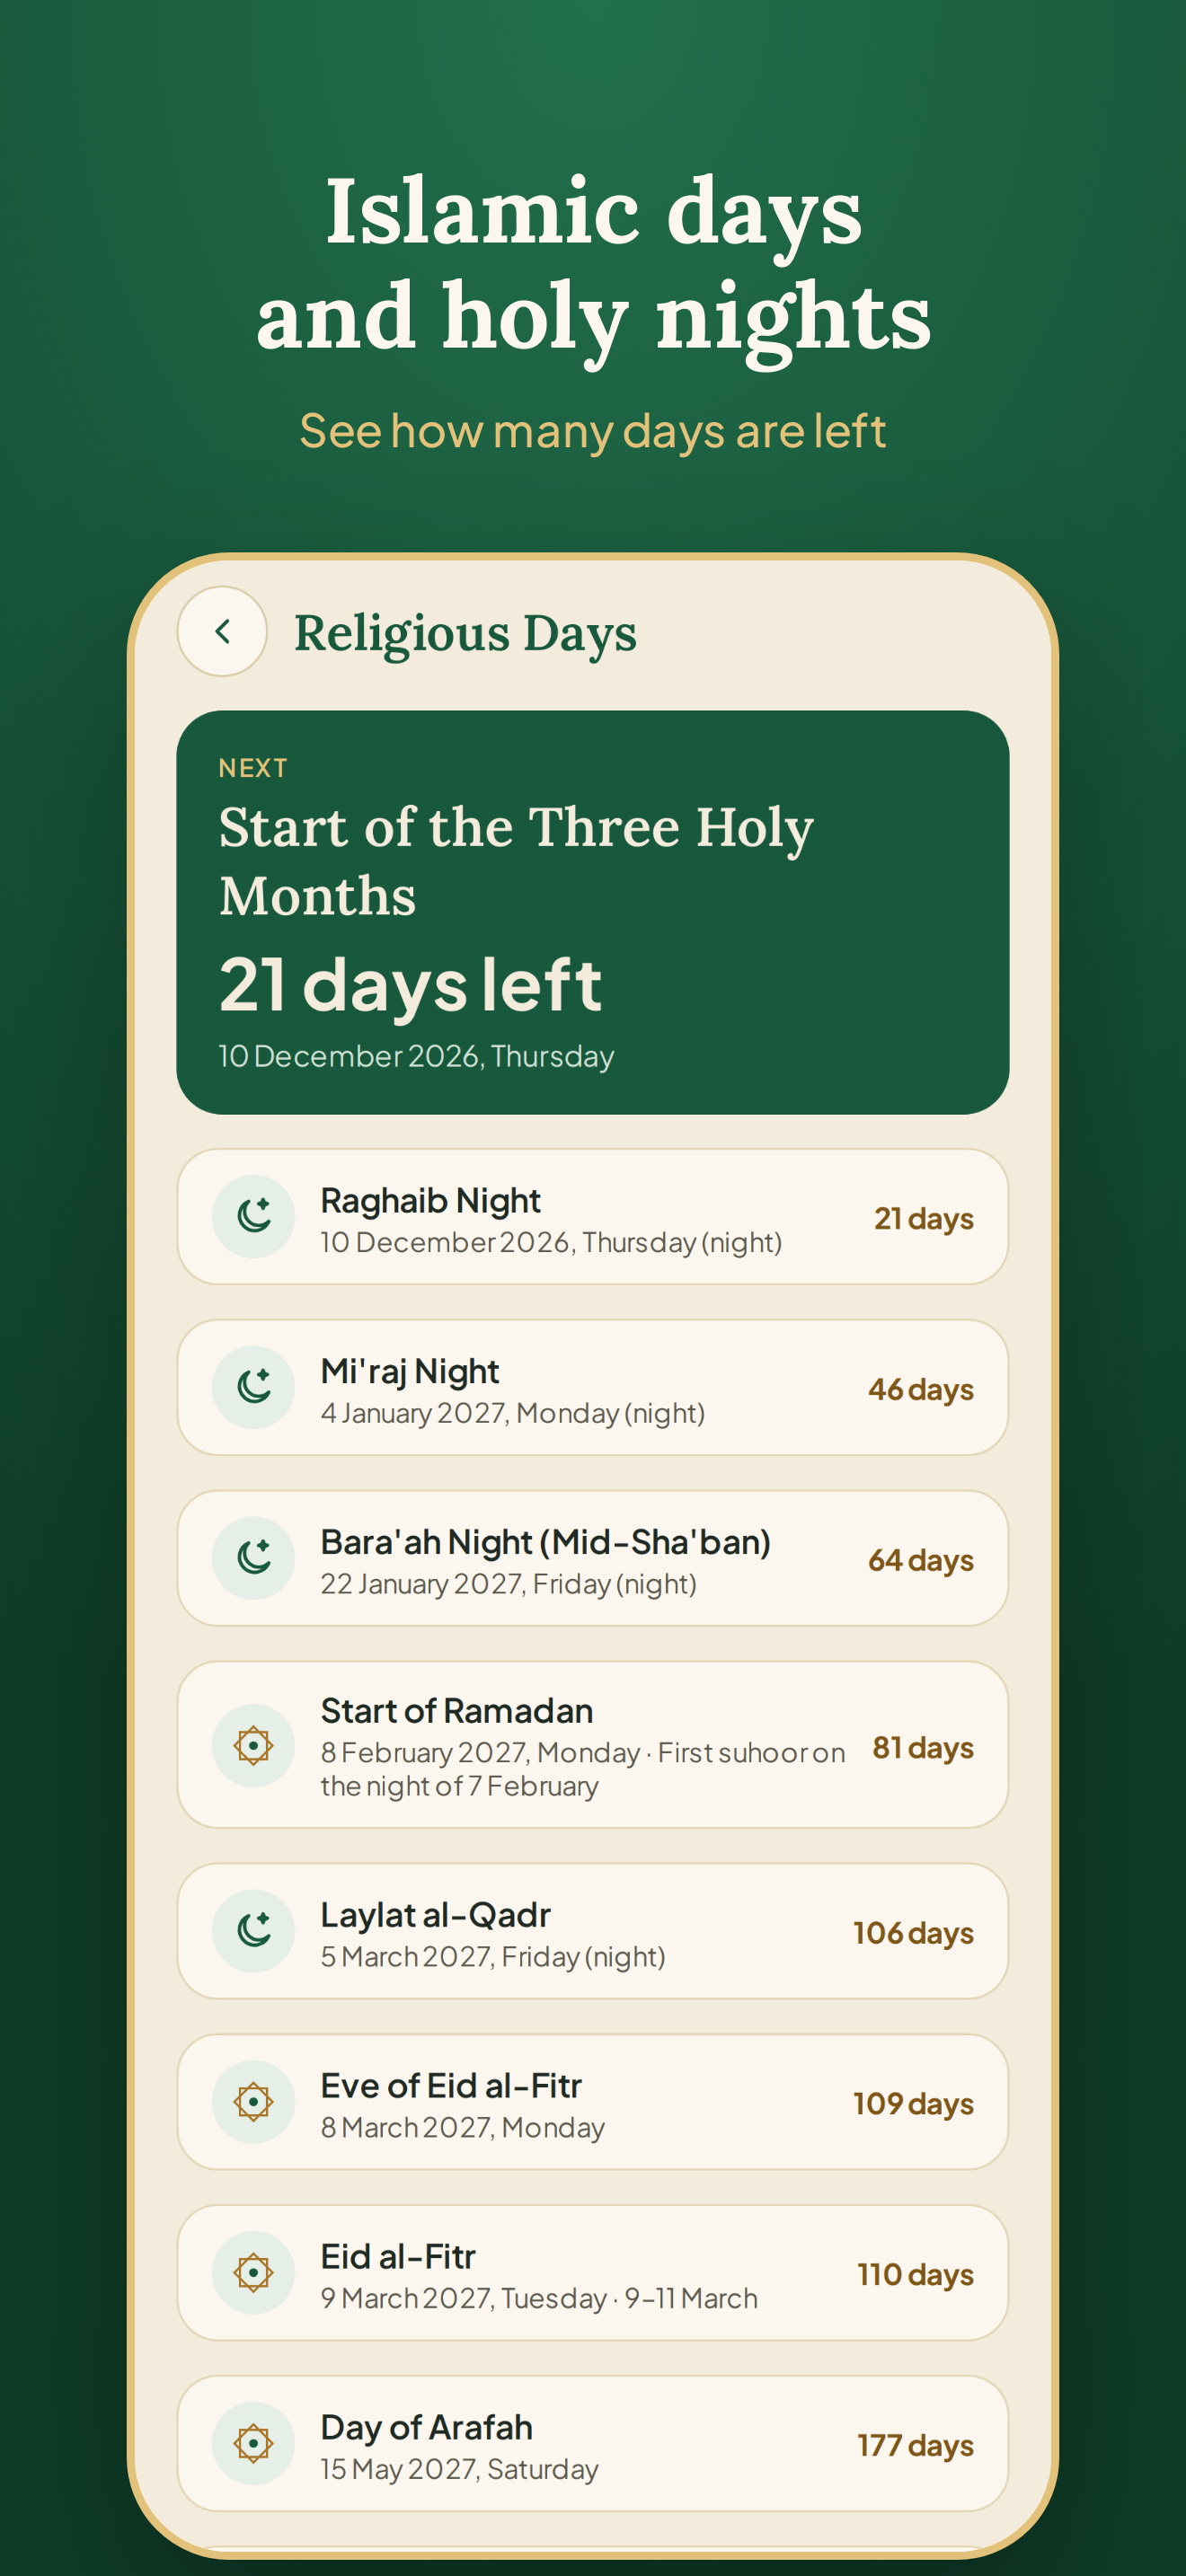 Islamic days
and holy nights
See how many days are left
Religious Days
NEXT
Start of the Three Holy
Months
21 days left
10 December 2026, Thursday
Raghaib Night
10 December 2026, Thursday (night)
21 days
Mi'raj Night
4 January 2027, Monday (night)
46 days
Bara'ah Night (Mid-Sha'ban)
22 January 2027, Friday (night)
64 days
Start of Ramadan
8 February 2027, Monday · First suhoor on
the night of 7 February
81 days
Laylat al-Qadr
5 March 2027, Friday (night)
106 days
Eve of Eid al-Fitr
8 March 2027, Monday
109 days
Eid al-Fitr
9 March 2027, Tuesday · 9–11 March
110 days
Day of Arafah
15 May 2027, Saturday
177 days